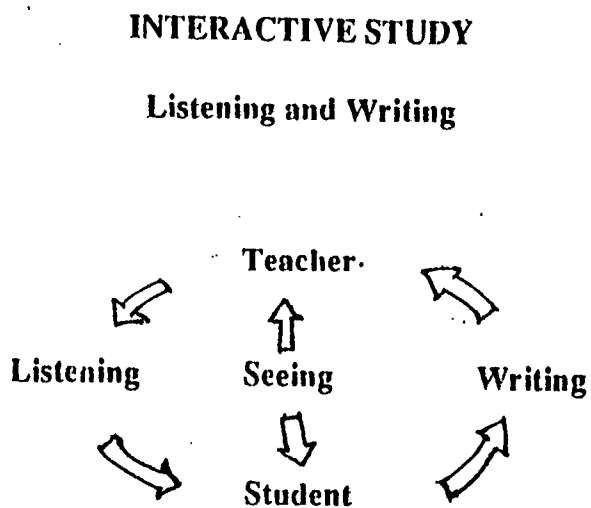 INTERACTIVE STUDY
Listening and Writing
Teacher
Listening Seeing Writing
Student